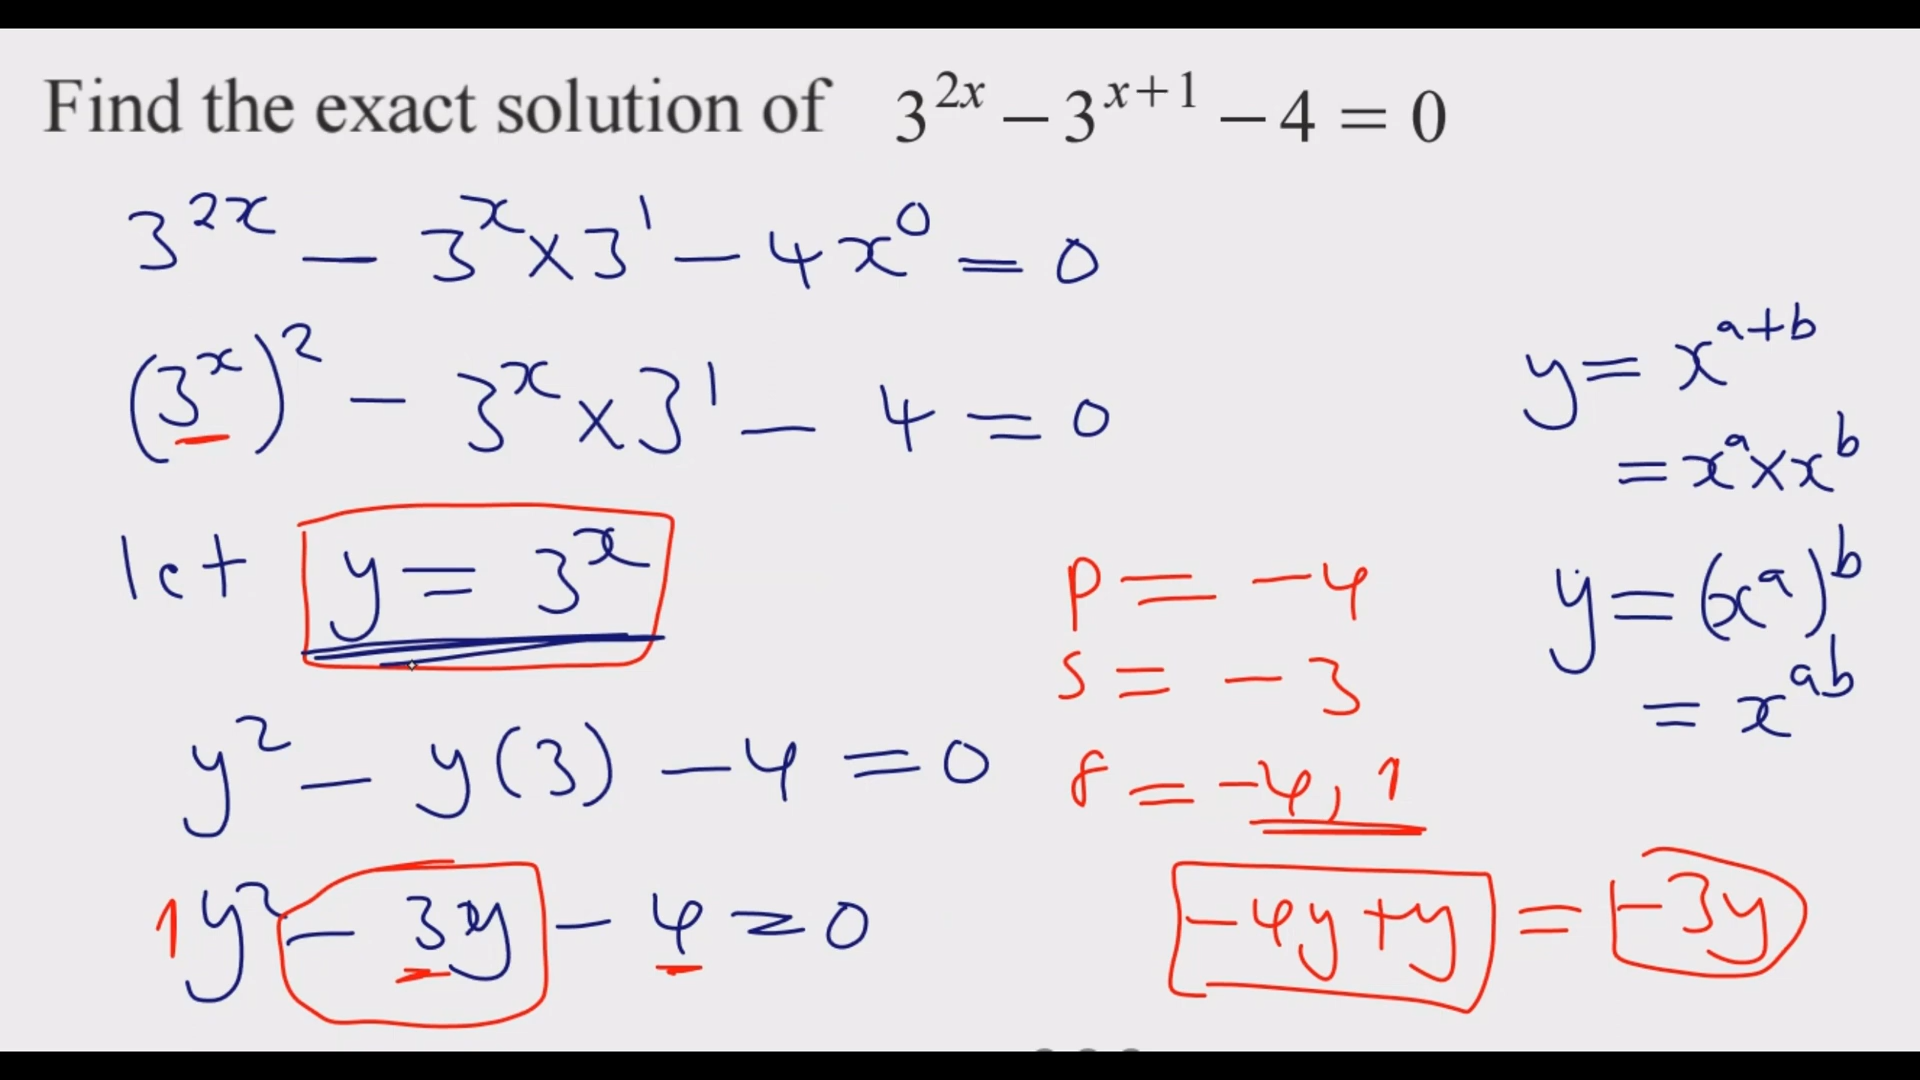 Find the exact solution of 3^{2x} − 3^{x+1} − 4 = 0
3^{2x} − 3^x × 3^1 − 4x^0 = 0
(3^x)^2 − 3^x × 3^1 − 4 = 0
let y = 3^x
y^2 − y(3) − 4 = 0
1y^2 − 3y − 4 = 0
p = −4
s = −3
f = −4, 1
−4y + y = −3y
y = x^{a+b}
= x^a × x^b
y = (x^a)^b
= x^{ab}